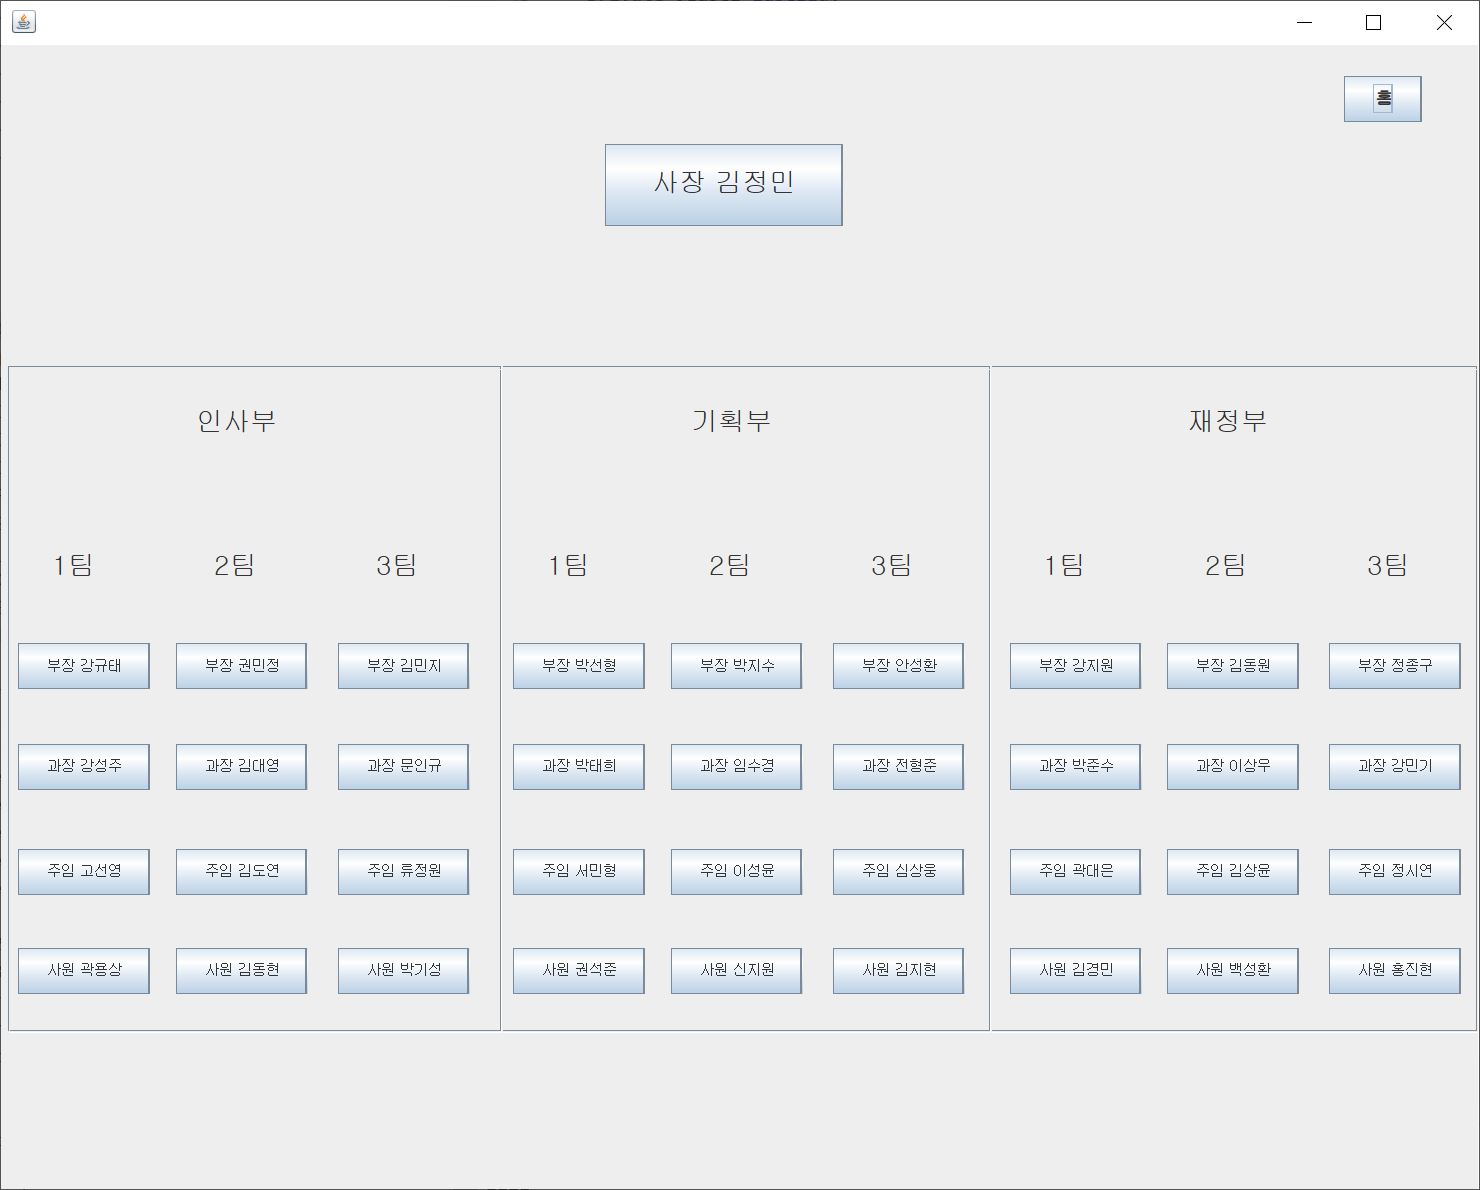 홈
사장 김정민
인사부 기획부 재정부
1팀 2팀 3팀 1팀 2팀 3팀 1팀 2팀 3팀
부장 강규태 부장 권민정 부장 김민지 부장 박선형 부장 박지수 부장 안성환 부장 강지원 부장 김동원 부장 정종구
과장 강성주 과장 김대영 과장 문인규 과장 박태희 과장 임수경 과장 전형준 과장 박준수 과장 이상우 과장 강민기
주임 고선영 주임 김도연 주임 류정원 주임 서민형 주임 이성윤 주임 심상웅 주임 곽대은 주임 김상윤 주임 정시연
사원 곽용상 사원 김동현 사원 박기성 사원 권석준 사원 신지원 사원 김지현 사원 김경민 사원 백성환 사원 홍진현